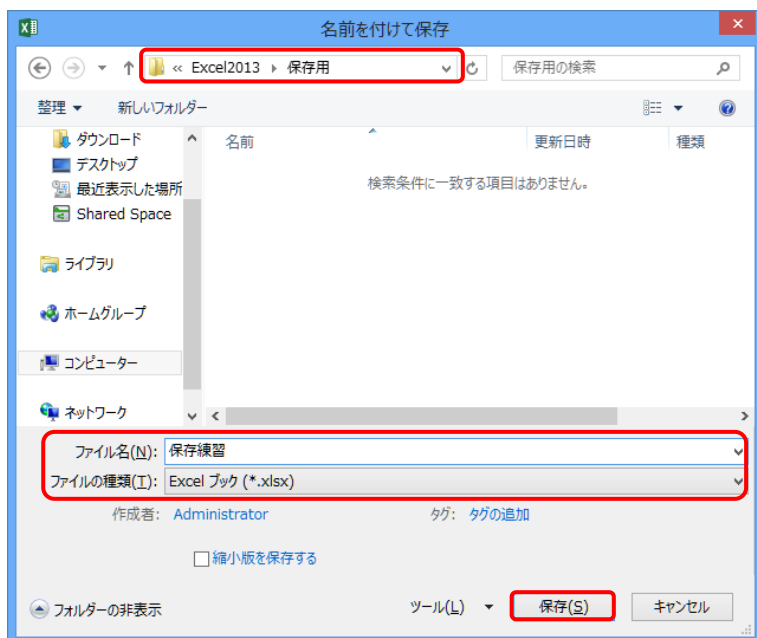 名前を付けて保存
« Excel2013 ▸ 保存用 保存用の検索
整理 ▼ 新しいフォルダー
ダウンロード 名前 更新日時 種類
デスクトップ
最近表示した場所 検索条件に一致する項目はありません。
Shared Space
ライブラリ
ホームグループ
コンピューター
ネットワーク
ファイル名(N): 保存練習
ファイルの種類(T): Excel ブック (*.xlsx)
作成者: Administrator タグ: タグの追加
縮小版を保存する
フォルダーの非表示 ツール(L) ▼ 保存(S) キャンセル